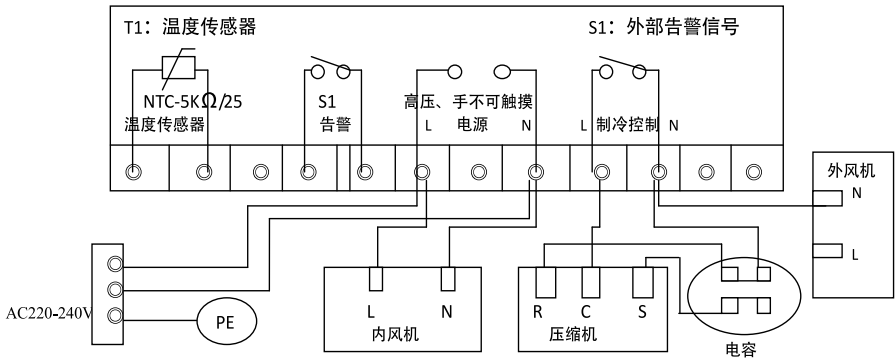 T1：温度传感器
S1：外部告警信号
NTC-5KΩ/25
S1
高压、手不可触摸
温度传感器
告警
L
电源
N
L
制冷控制
N
外风机
N
L
AC220-240V
PE
L
N
内风机
R
C
S
压缩机
电容